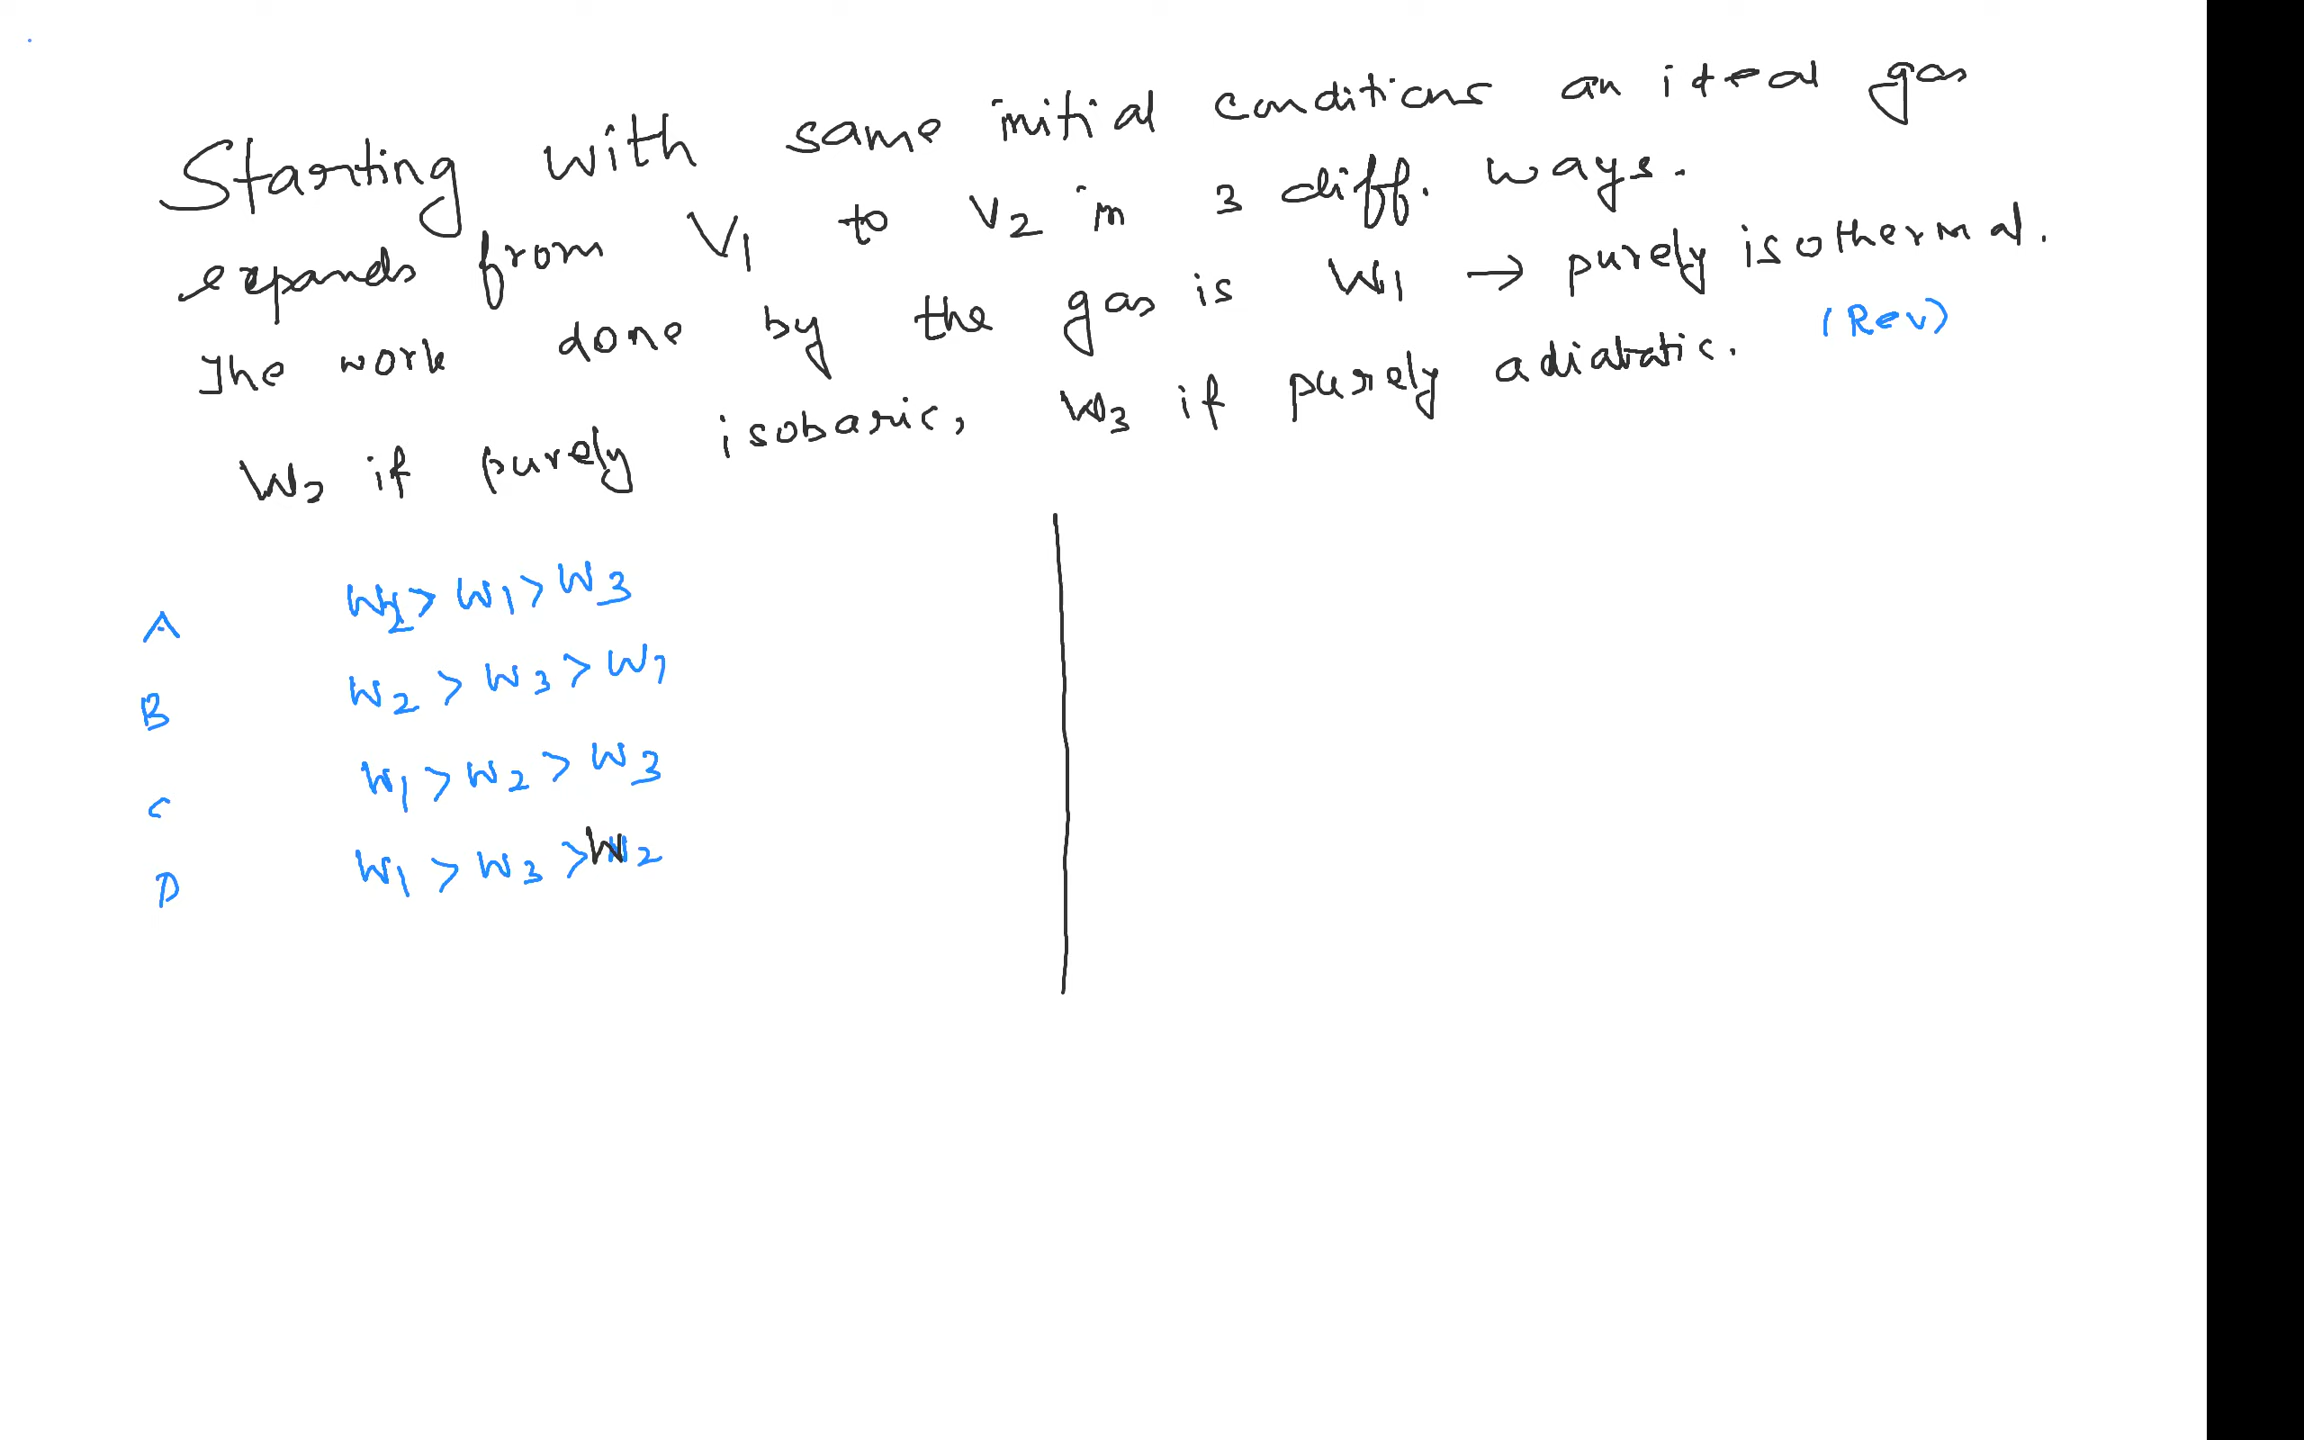 Starting with same initial conditions an ideal gas
expands from V1 to V2 in 3 diff. ways.
The work done by the gas is W1 → purely isothermal.
W2 if purely isobaric, W3 if purely adiabatic. (Rev)
A W2 > W1 > W3
B W2 > W3 > W1
C W1 > W2 > W3
D W1 > W3 > W2